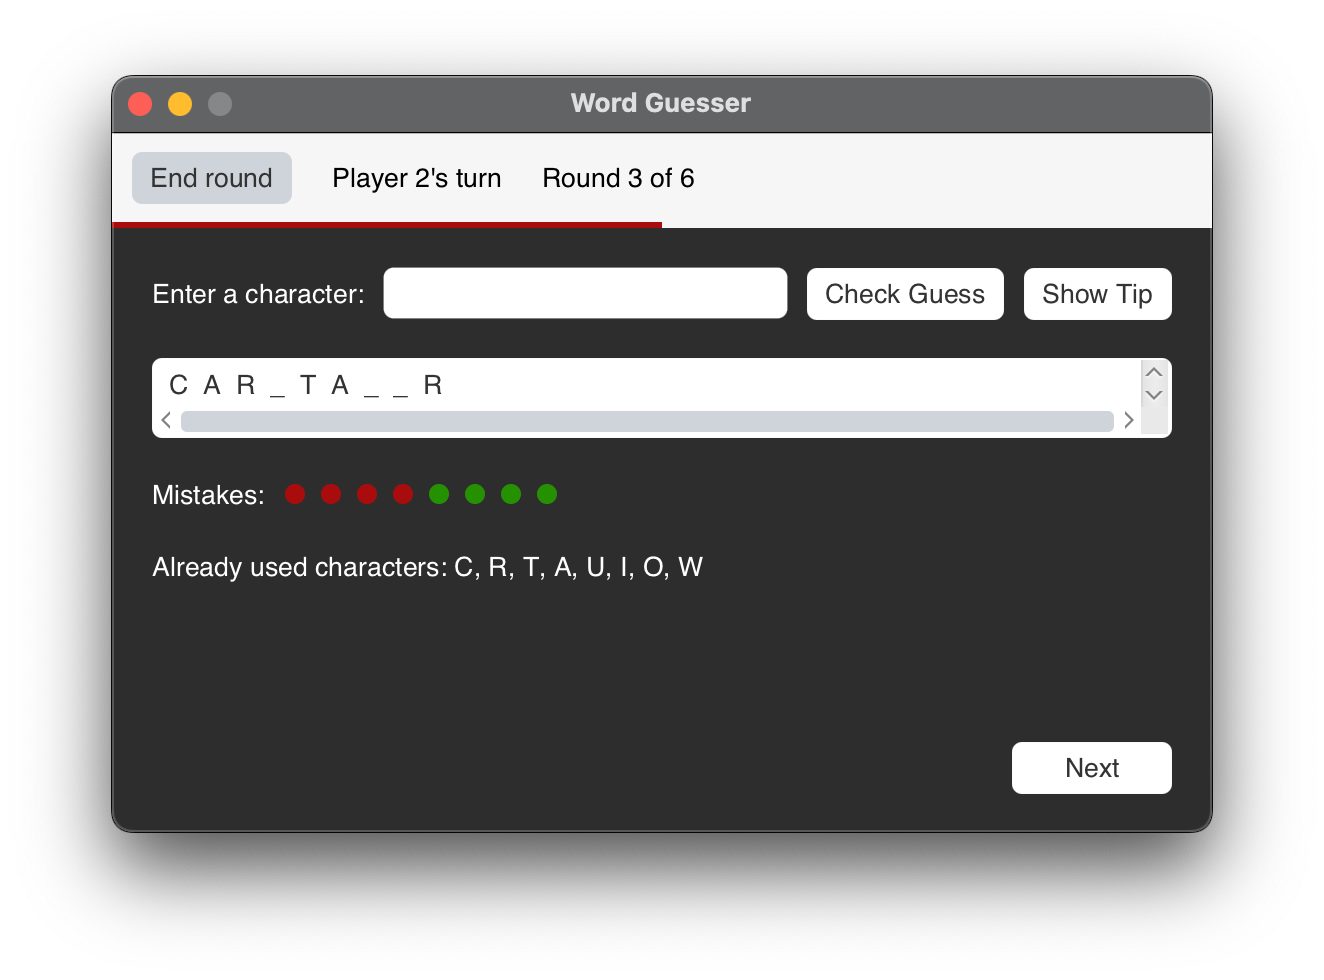 Word Guesser
End round Player 2's turn Round 3 of 6
Enter a character: Check Guess Show Tip
C A R _ T A _ _ R
Mistakes:
Already used characters: C, R, T, A, U, I, O, W
Next